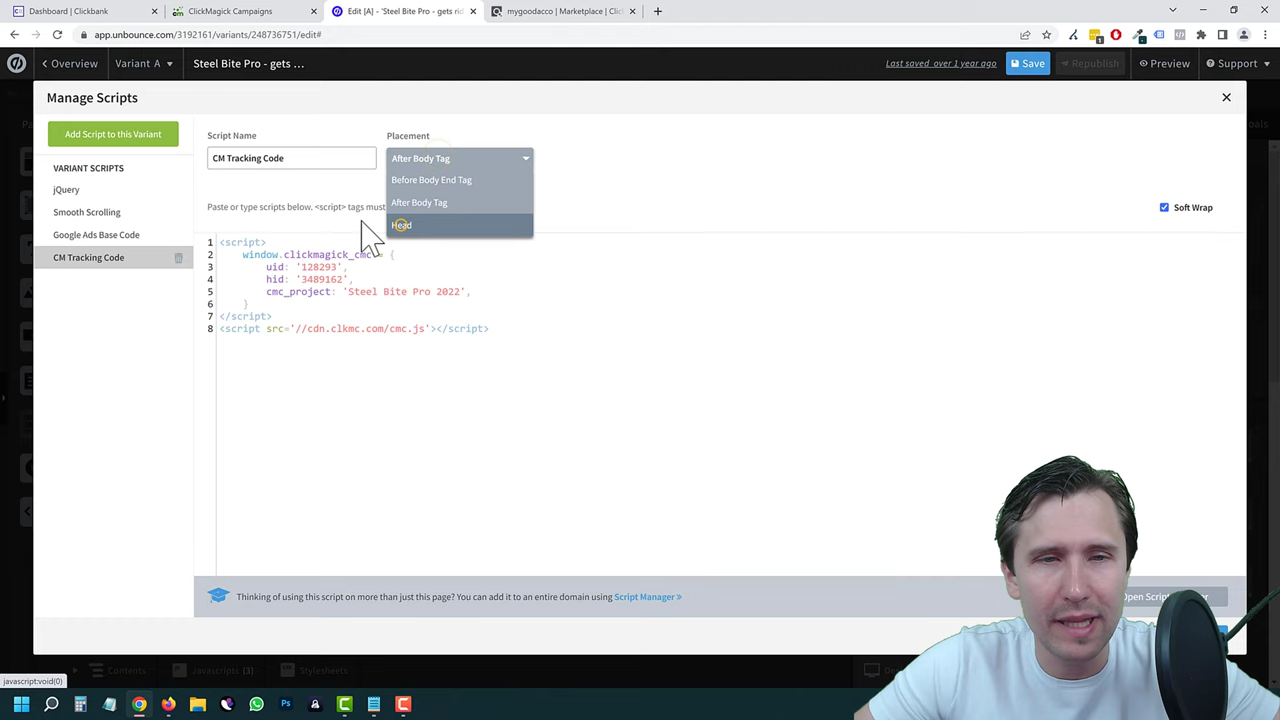 Dashboard | Clickbank
ClickMagick Campaigns
Edit [A] - 'Steel Bite Pro - gets rid
mygoodacco | Marketplace | Clic
app.unbounce.com/3192161/variants/248736751/edit#
Overview
Variant A
Steel Bite Pro - gets ...
Last saved over 1 year ago
Save
Republish
Preview
Support
Manage Scripts
Add Script to this Variant
VARIANT SCRIPTS
jQuery
Smooth Scrolling
Google Ads Base Code
CM Tracking Code
Script Name
CM Tracking Code
Placement
After Body Tag
Before Body End Tag
After Body Tag
Head
Paste or type scripts below. <script> tags must
Soft Wrap
1 <script>
2 window.clickmagick_cmc = {
3 uid: '128293',
4 hid: '3489162',
5 cmc_project: 'Steel Bite Pro 2022',
6 }
7 </script>
8 <script src='//cdn.clkmc.com/cmc.js'></script>
Thinking of using this script on more than just this page? You can add it to an entire domain using Script Manager »
Contents
Javascripts (3)
Stylesheets
javascript:void(0)